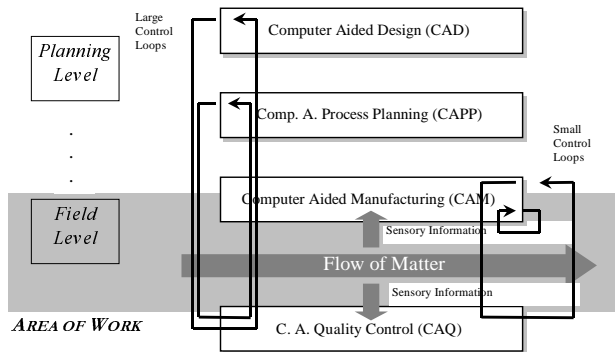 Large
Control
Loops
Computer Aided Design (CAD)
Planning
Level
Comp. A. Process Planning (CAPP)
Small
Control
Loops
Computer Aided Manufacturing (CAM)
Field
Level
Sensory Information
Flow of Matter
Sensory Information
AREA OF WORK
C. A. Quality Control (CAQ)